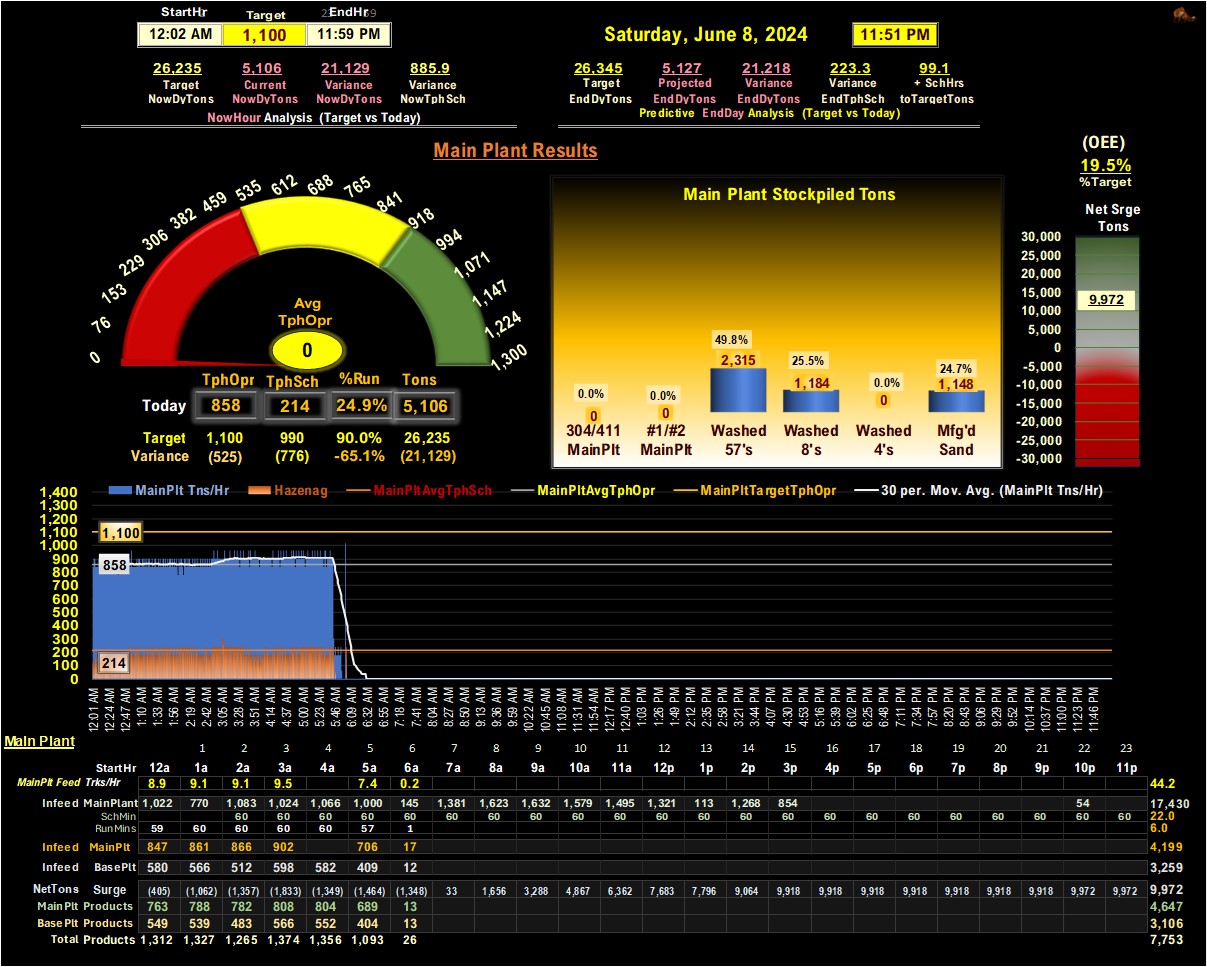 StartHr Target EndHr
12:02 AM 1,100 11:59 PM
Saturday, June 8, 2024 11:51 PM
26,235 5,106 21,129 885.9
Target Current Variance Variance
NowDyTons NowDyTons NowDyTons NowTphSch
NowHour Analysis (Target vs Today)
26,345 5,127 21,218 223.3 99.1
Target Projected Variance Variance + SchHrs
EndDyTons EndDyTons EndDyTons EndTphSch toTargetTons
Predictive EndDay Analysis (Target vs Today)
Main Plant Results
(OEE)
19.5%
%Target
0 76 153 229 306 382 459 535 612 688 765 841 918 994 1,071 1,147 1,224 1,300
Avg
TphOpr
0
TphOpr TphSch %Run Tons
Today 858 214 24.9% 5,106
Target 1,100 990 90.0% 26,235
Variance (525) (776) -65.1% (21,129)
Main Plant Stockpiled Tons
0.0% 0.0% 49.8% 25.5% 0.0% 24.7%
0 0 2,315 1,184 0 1,148
304/411 #1/#2 Washed Washed Washed Mfg'd
MainPlt MainPlt 57's 8's 4's Sand
Net Srge
Tons
30,000
25,000
20,000
15,000
10,000
5,000
0
-5,000
-10,000
-15,000
-20,000
-25,000
-30,000
9,972
MainPlt Tns/Hr Hazenag MainPltAvgTphSch MainPltAvgTphOpr MainPltTargetTphOpr 30 per. Mov. Avg. (MainPlt Tns/Hr)
1,400
1,300
1,200
1,100
1,000
900
800
700
600
500
400
300
200
100
0
1,100
858
214
12:01 AM 12:24 AM 12:47 AM 1:10 AM 1:33 AM 1:56 AM 2:19 AM 2:42 AM 3:05 AM 3:28 AM 3:51 AM 4:14 AM 4:37 AM 5:00 AM 5:23 AM 5:46 AM 6:09 AM 6:32 AM 6:55 AM 7:18 AM 7:41 AM 8:04 AM 8:27 AM 8:50 AM 9:13 AM 9:36 AM 9:59 AM 10:22 AM 10:45 AM 11:08 AM 11:31 AM 11:54 AM 12:17 PM 12:40 PM 1:03 PM 1:26 PM 1:49 PM 2:12 PM 2:35 PM 2:58 PM 3:21 PM 3:44 PM 4:07 PM 4:30 PM 4:53 PM 5:16 PM 5:39 PM 6:02 PM 6:25 PM 6:48 PM 7:11 PM 7:34 PM 7:57 PM 8:20 PM 8:43 PM 9:06 PM 9:29 PM 9:52 PM 10:14 PM 10:37 PM 11:00 PM 11:23 PM 11:46 PM
Main Plant
1 2 3 4 5 6 7 8 9 10 11 12 13 14 15 16 17 18 19 20 21 22 23
StartHr 12a 1a 2a 3a 4a 5a 6a 7a 8a 9a 10a 11a 12p 1p 2p 3p 4p 5p 6p 7p 8p 9p 10p 11p
MainPlt Feed Trks/Hr 8.9 9.1 9.1 9.5 7.4 0.2 44.2
Infeed MainPlant 1,022 770 1,083 1,024 1,066 1,000 145 1,381 1,623 1,632 1,579 1,495 1,321 113 1,268 854 54 17,430
SchMin 60 60 60 60 60 60 60 60 60 60 60 60 60 60 60 60 60 60 60 60 60 60 22.0
RunMins 59 60 60 60 60 57 1 6.0
Infeed MainPlt 847 861 866 902 706 17 4,199
Infeed BasePlt 580 566 512 598 582 409 12 3,259
NetTons Surge (405) (1,062) (1,357) (1,833) (1,349) (1,464) (1,348) 33 1,656 3,288 4,867 6,362 7,683 7,796 9,064 9,918 9,918 9,918 9,918 9,918 9,918 9,918 9,972 9,972 9,972
MainPlt Products 763 788 782 808 804 689 13 4,647
BasePlt Products 549 539 483 566 552 404 13 3,106
Total Products 1,312 1,327 1,265 1,374 1,356 1,093 26 7,753